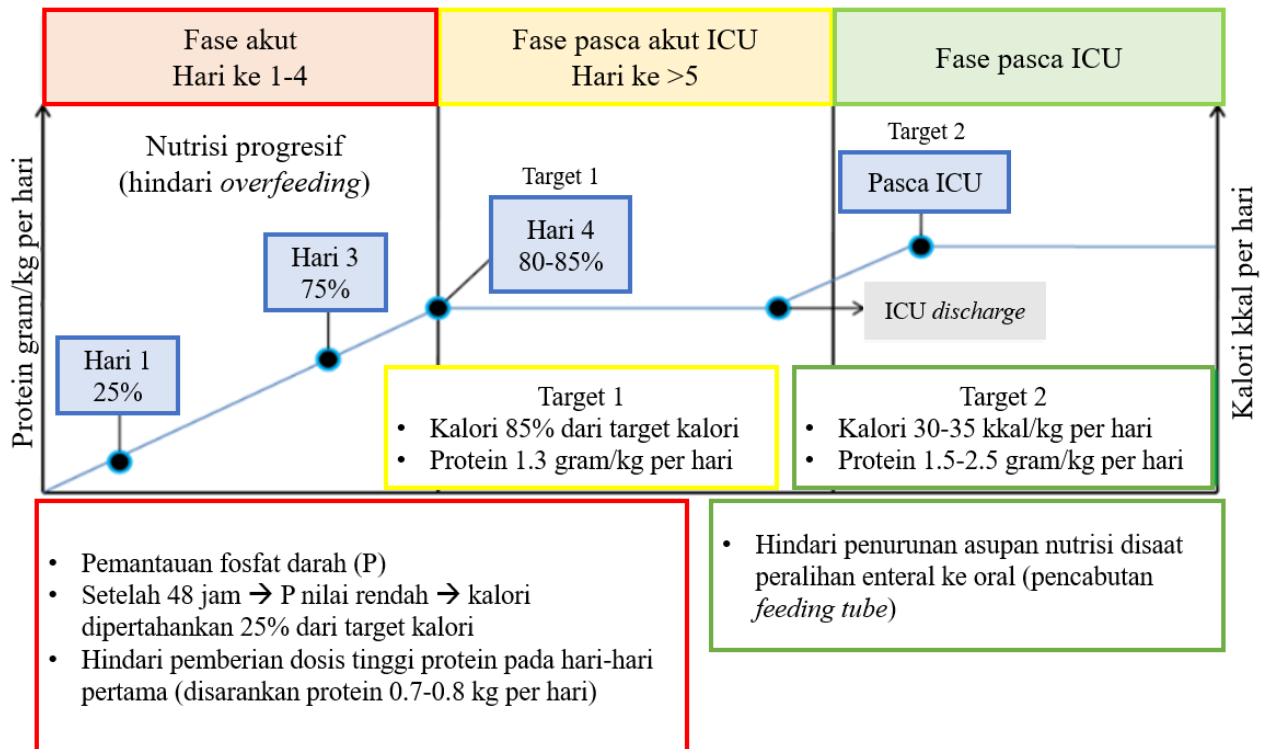 Fase akut
Hari ke 1-4
Fase pasca akut ICU
Hari ke >5
Fase pasca ICU
Protein gram/kg per hari
Nutrisi progresif
(hindari overfeeding)
Hari 1
25%
Hari 3
75%
Target 1
Hari 4
80-85%
Target 2
Pasca ICU
ICU discharge
Kalori kkal per hari
Target 1
• Kalori 85% dari target kalori
• Protein 1.3 gram/kg per hari
Target 2
• Kalori 30-35 kkal/kg per hari
• Protein 1.5-2.5 gram/kg per hari
• Pemantauan fosfat darah (P)
• Setelah 48 jam → P nilai rendah → kalori
dipertahankan 25% dari target kalori
• Hindari pemberian dosis tinggi protein pada hari-hari
pertama (disarankan protein 0.7-0.8 kg per hari)
• Hindari penurunan asupan nutrisi disaat
peralihan enteral ke oral (pencabutan
feeding tube)